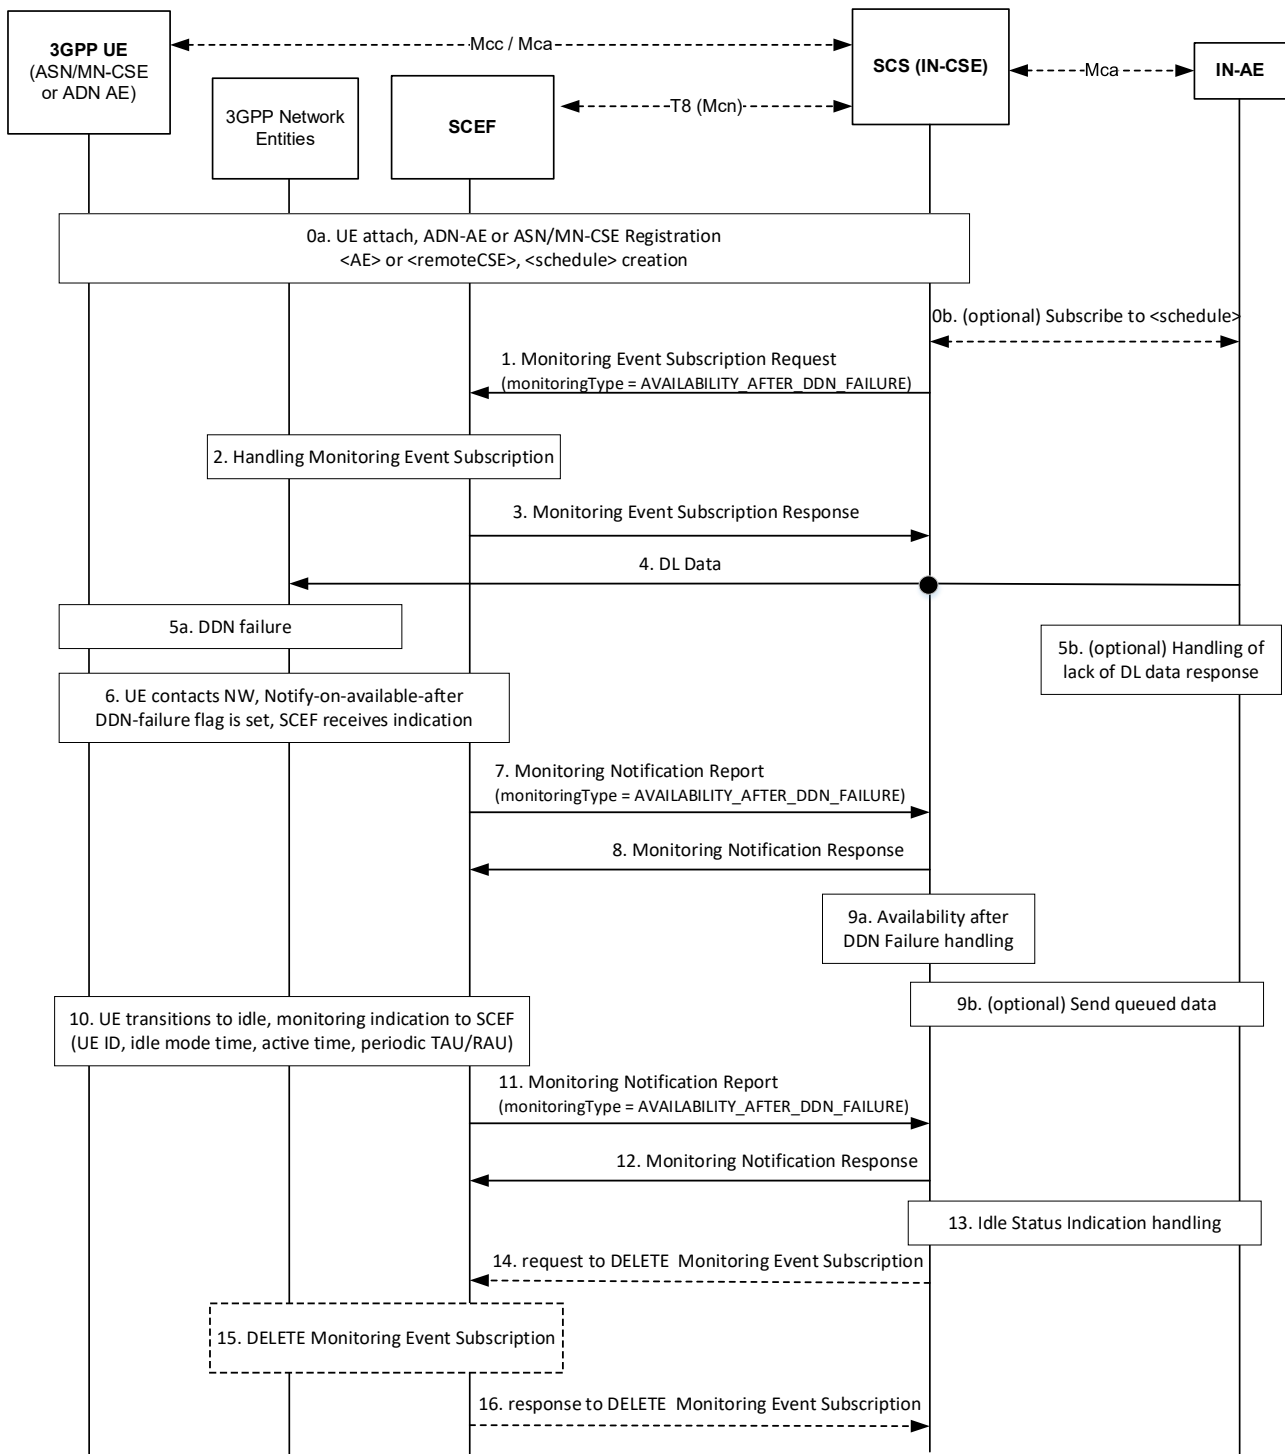 3GPP UE
(ASN/MN-CSE
or ADN AE)
Mcc / Mca
SCS (IN-CSE)
Mca
IN-AE
3GPP Network
Entities
SCEF
T8 (Mcn)
0a. UE attach, ADN-AE or ASN/MN-CSE Registration
<AE> or <remoteCSE>, <schedule> creation
0b. (optional) Subscribe to <schedule>
1. Monitoring Event Subscription Request
(monitoringType = AVAILABILITY_AFTER_DDN_FAILURE)
2. Handling Monitoring Event Subscription
3. Monitoring Event Subscription Response
4. DL Data
5a. DDN failure
5b. (optional) Handling of
lack of DL data response
6. UE contacts NW, Notify-on-available-after
DDN-failure flag is set, SCEF receives indication
7. Monitoring Notification Report
(monitoringType = AVAILABILITY_AFTER_DDN_FAILURE)
8. Monitoring Notification Response
9a. Availability after
DDN Failure handling
9b. (optional) Send queued data
10. UE transitions to idle, monitoring indication to SCEF
(UE ID, idle mode time, active time, periodic TAU/RAU)
11. Monitoring Notification Report
(monitoringType = AVAILABILITY_AFTER_DDN_FAILURE)
12. Monitoring Notification Response
13. Idle Status Indication handling
14. request to DELETE  Monitoring Event Subscription
15. DELETE Monitoring Event Subscription
16. response to DELETE  Monitoring Event Subscription